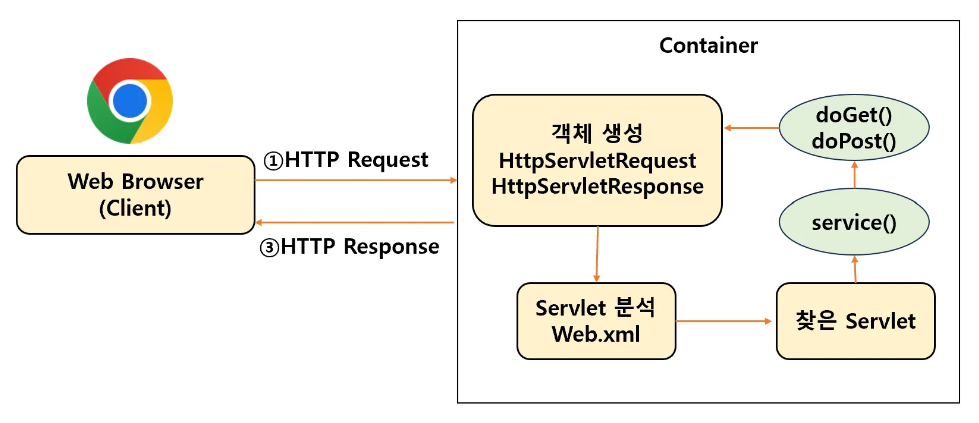 Container
Web Browser
(Client)
①HTTP Request
③HTTP Response
객체 생성
HttpServletRequest
HttpServletResponse
Servlet 분석
Web.xml
찾은 Servlet
service()
doGet()
doPost()